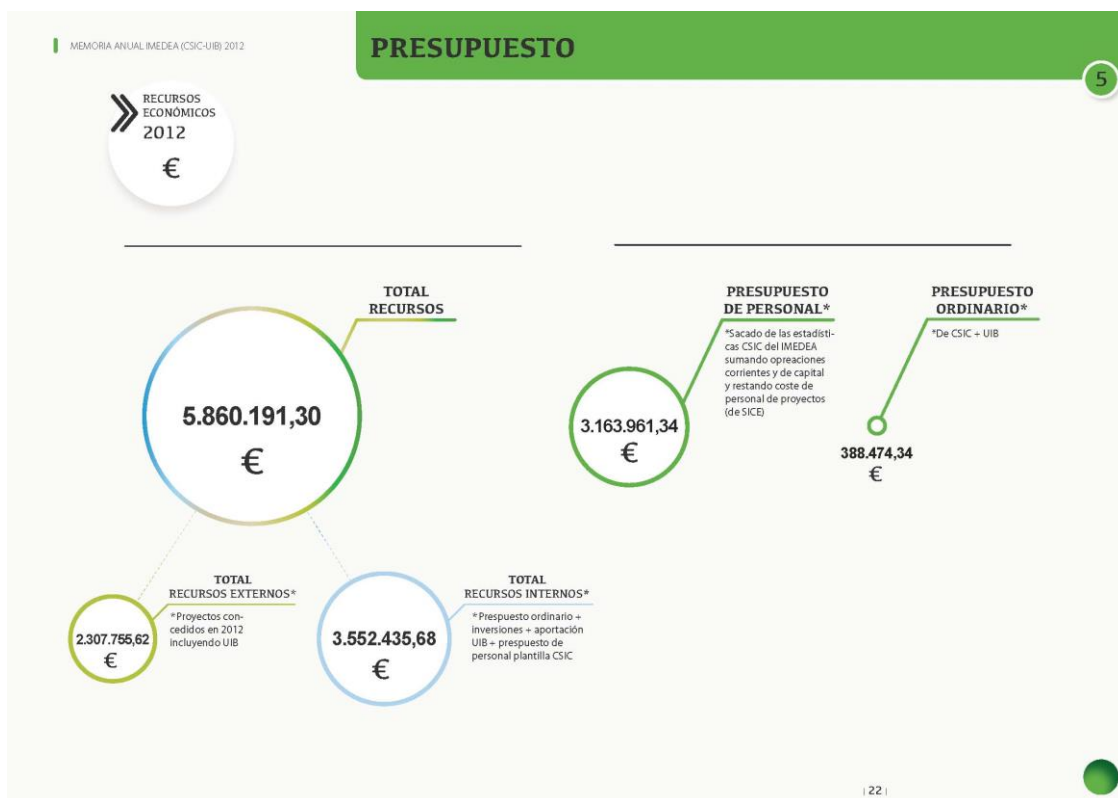 MEMORIA ANUAL IMEDEA (CSIC-UIB) 2012
PRESUPUESTO
5
RECURSOS
ECONÓMICOS
2012
€
TOTAL
RECURSOS
5.860.191,30
€
TOTAL
RECURSOS EXTERNOS*
*Proyectos con-
cedidos en 2012
incluyendo UIB
2.307.755,62
€
TOTAL
RECURSOS INTERNOS*
*Prespuesto ordinario +
inversiones + aportación
UIB + prespuesto de
personal plantilla CSIC
3.552.435,68
€
PRESUPUESTO
DE PERSONAL*
*Sacado de las estadísti-
cas CSIC del IMEDEA
sumando opreaciones
corrientes y de capital
y restando coste de
personal de proyectos
(de SICE)
3.163.961,34
€
PRESUPUESTO
ORDINARIO*
*De CSIC + UIB
388.474,34
€
| 22 |